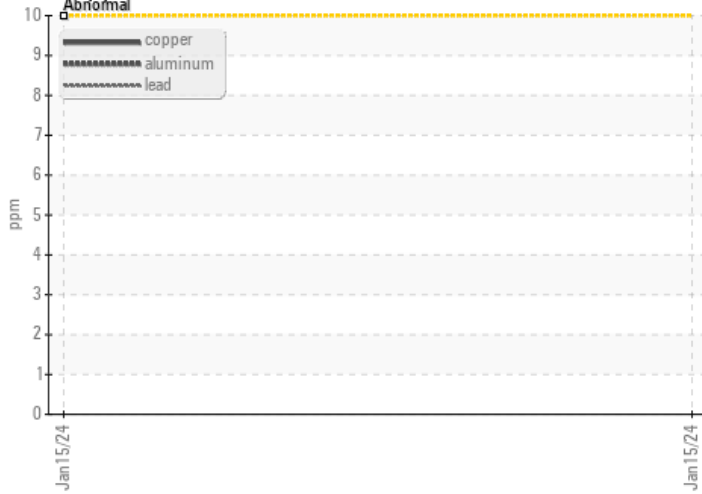 Abnormal
10
copper
9
aluminum
lead
8
7
6
ppm
5
4
3
2
1
0
Jan15/24
Jan15/24